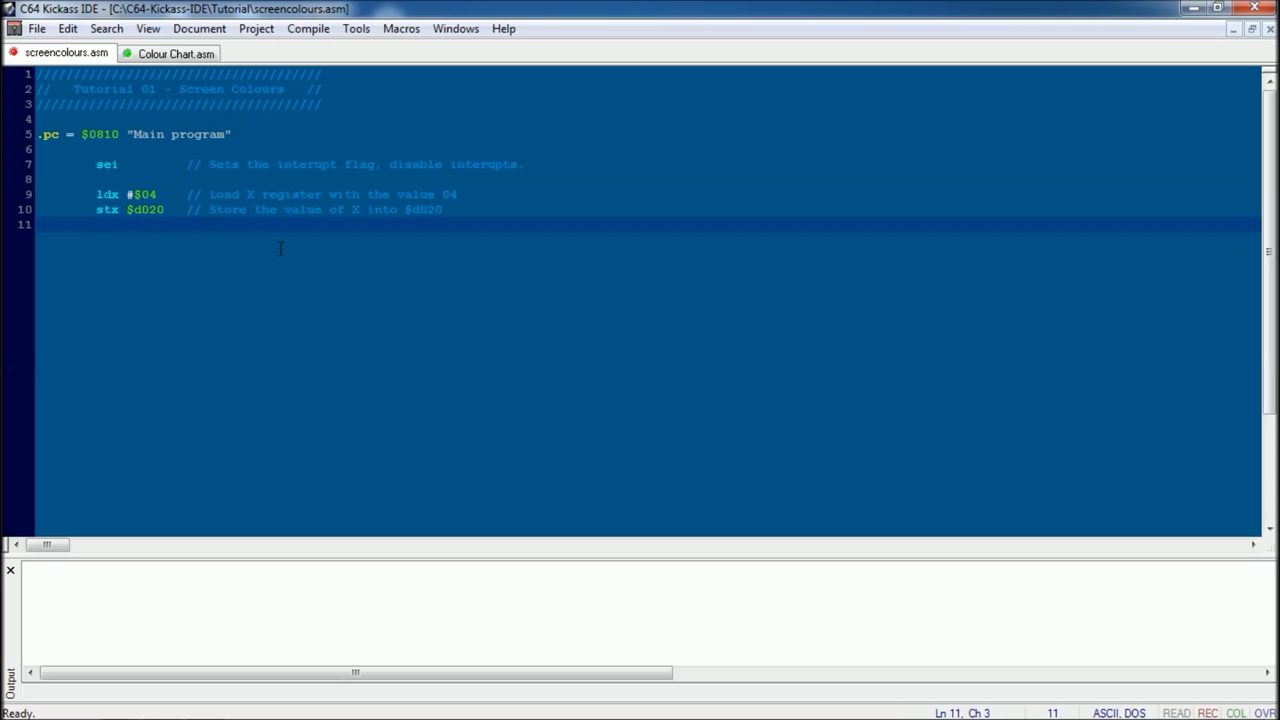 C64 Kickass IDE - [C:\C64-Kickass-IDE\Tutorial\screencolours.asm]
File Edit Search View Document Project Compile Tools Macros Windows Help
screencolours.asm Colour Chart.asm
1 //////////////////////////////////////
2 //   Tutorial 01 - Screen Colours   //
3 //////////////////////////////////////
4
5 .pc = $0810 "Main program"
6
7 sei // Sets the interupt flag, disable interupts.
8
9 ldx #$04 // Load X register with the value 04
10 stx $d020 // Store the value of X into $d020
11
Output
Ready. Ln 11, Ch 3 11 ASCII, DOS READ REC COL OVR